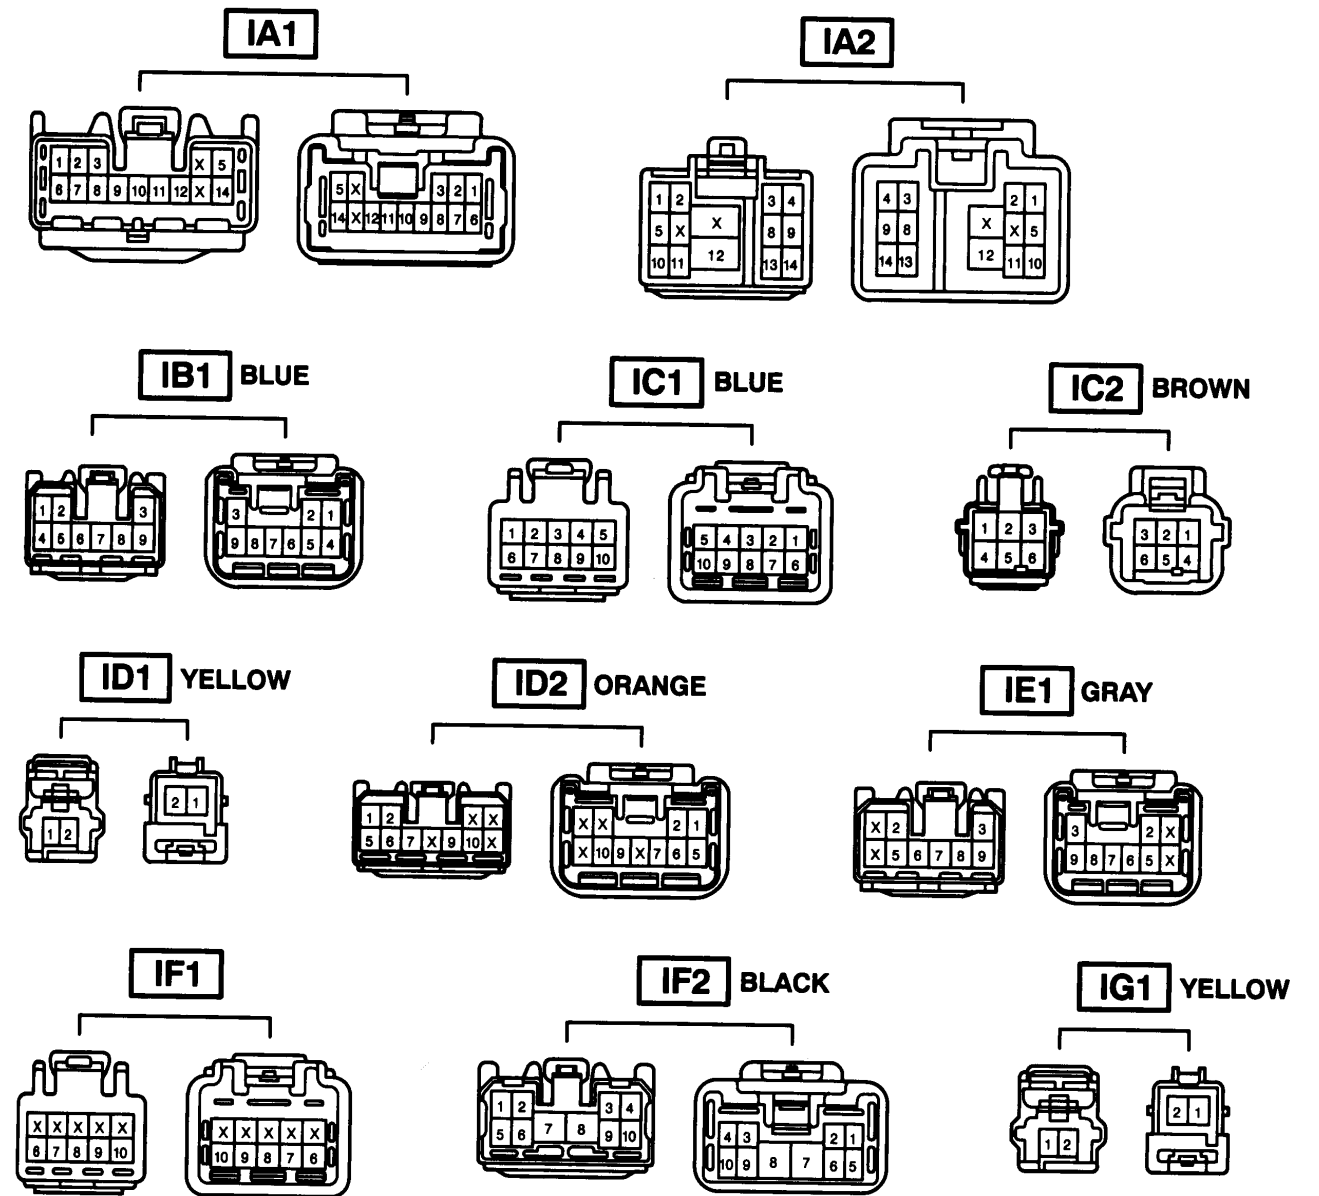 IA1
IA2
1 2 3 X 5
6 7 8 9 10 11 12 X 14
5 X 3 2 1
14 X 12 11 10 9 8 7 6
1 2 3 4
5 X X 8 9
10 11 12 13 14
4 3 2 1
9 8 X X 5
14 13 12 11 10
IB1 BLUE
IC1 BLUE
IC2 BROWN
1 2 3
4 5 6 7 8 9
3 2 1
9 8 7 6 5 4
1 2 3 4 5
6 7 8 9 10
5 4 3 2 1
10 9 8 7 6
1 2 3
4 5 6
3 2 1
6 5 4
ID1 YELLOW
ID2 ORANGE
IE1 GRAY
1 2
2 1
1 2 X X
5 6 7 X 9 10 X
X X 2 1
X 10 9 X 7 6 5
X 2 3
X 5 6 7 8 9
3 2 X
9 8 7 6 5 X
IF1
IF2 BLACK
IG1 YELLOW
X X X X X
6 7 8 9 10
X X X X X
10 9 8 7 6
1 2 3 4
5 6 7 8 9 10
4 3 2 1
10 9 8 7 6 5
1 2
2 1